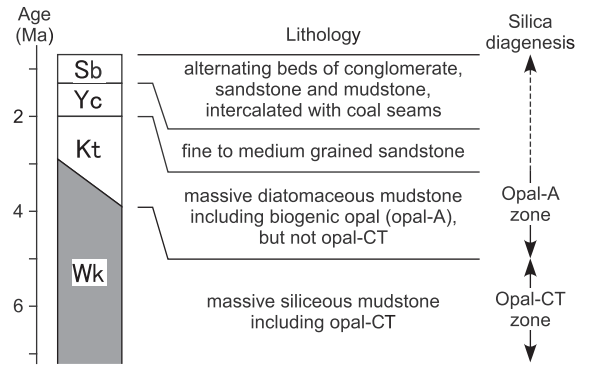 Age
(Ma)
Lithology
Silica
diagenesis
Sb
alternating beds of conglomerate,
sandstone and mudstone,
intercalated with coal seams
Yc
2
Kt
fine to medium grained sandstone
massive diatomaceous mudstone
including biogenic opal (opal-A),
but not opal-CT
Opal-A
zone
4
Wk
massive siliceous mudstone
including opal-CT
Opal-CT
zone
6